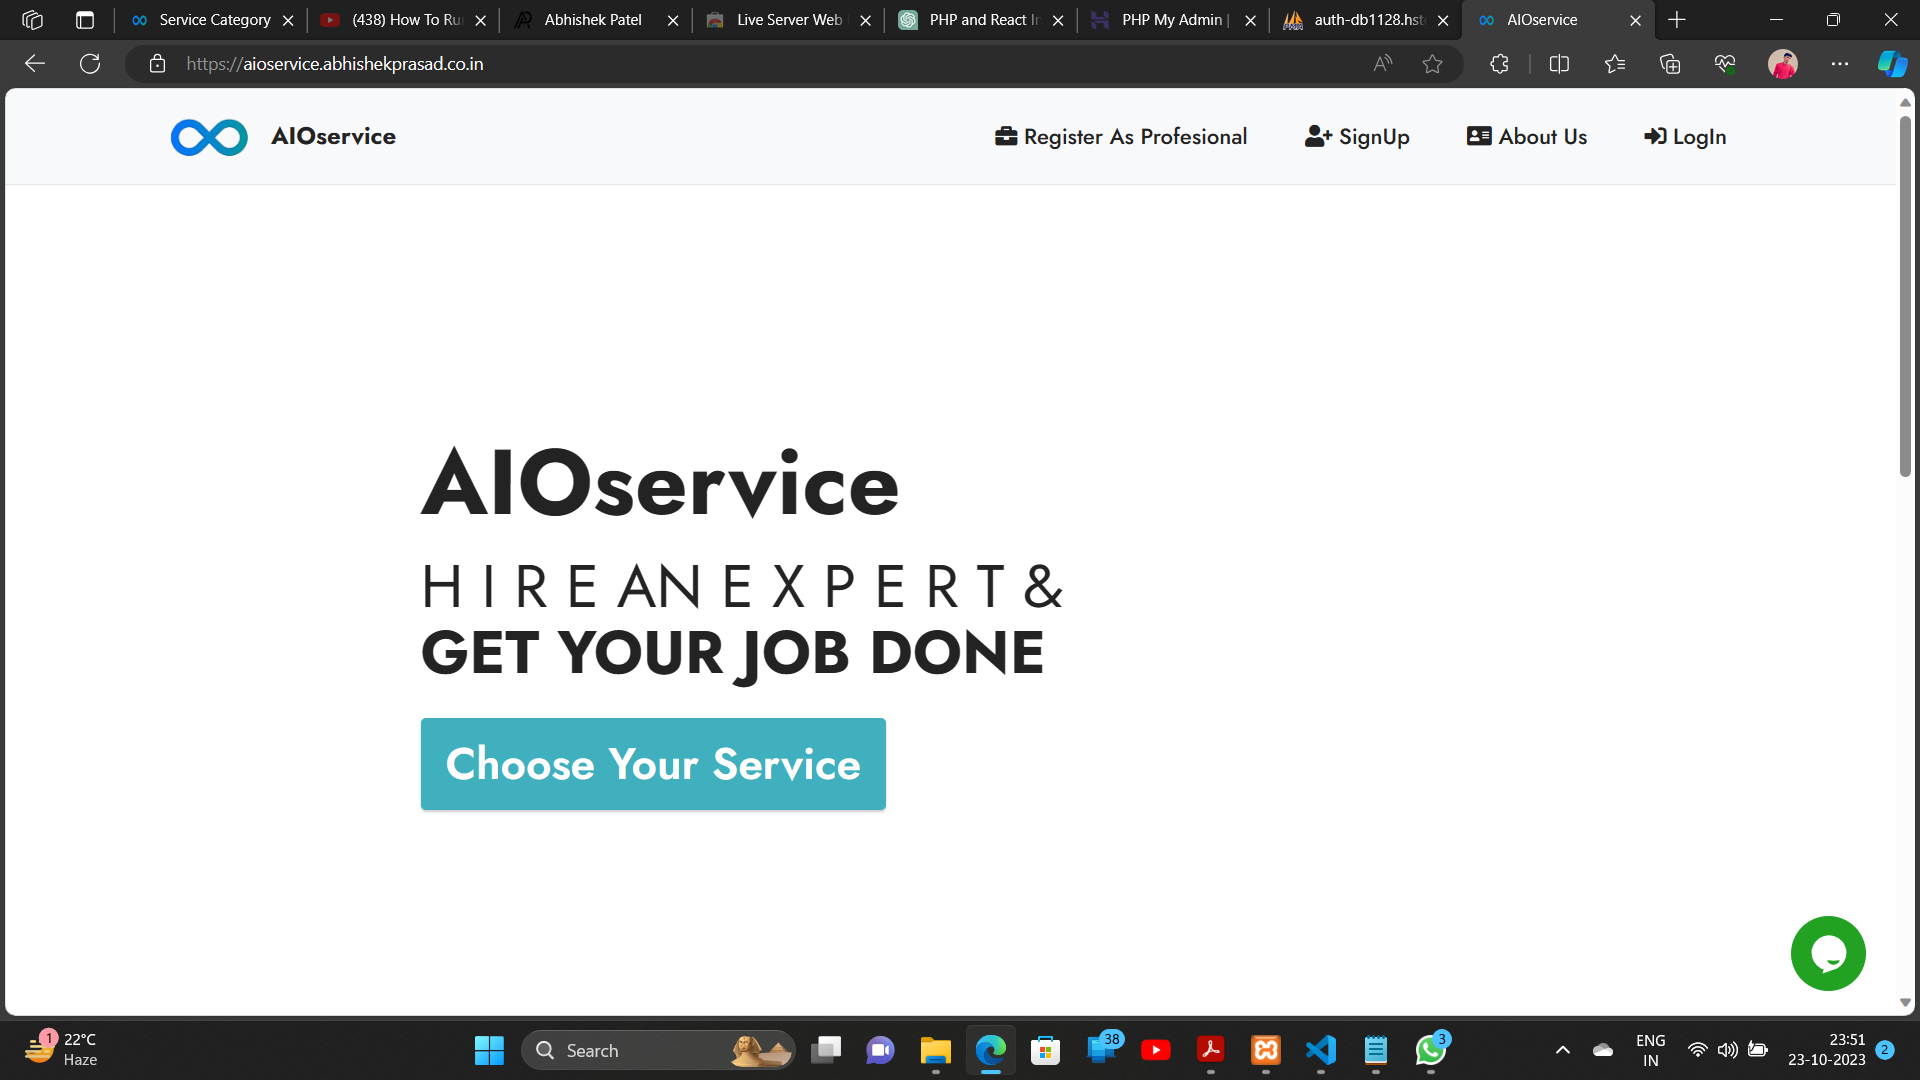 Service Category
(438) How To Ru
Abhishek Patel
Live Server Web
PHP and React In
PHP My Admin |
auth-db1128.hst
AIOservice
https://aioservice.abhishekprasad.co.in
AIOservice
Register As Profesional
SignUp
About Us
LogIn
AIOservice
H I R E AN E X P E R T &
GET YOUR JOB DONE
Choose Your Service
1
22°C
Haze
Search
38
3
ENG
IN
23:51
23-10-2023
2